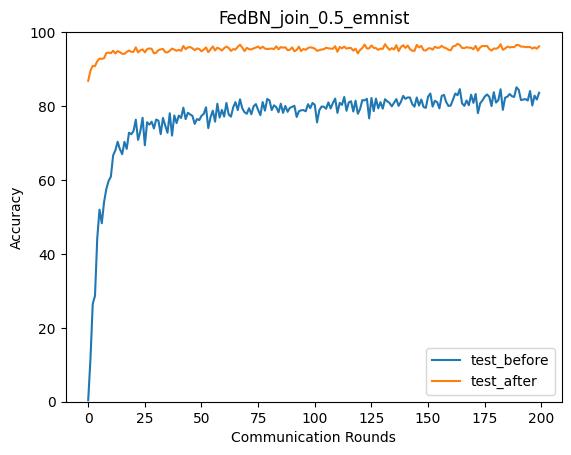 FedBN_join_0.5_emnist
100
80
60
40
20
0
Accuracy
0 25 50 75 100 125 150 175 200
Communication Rounds
test_before
test_after